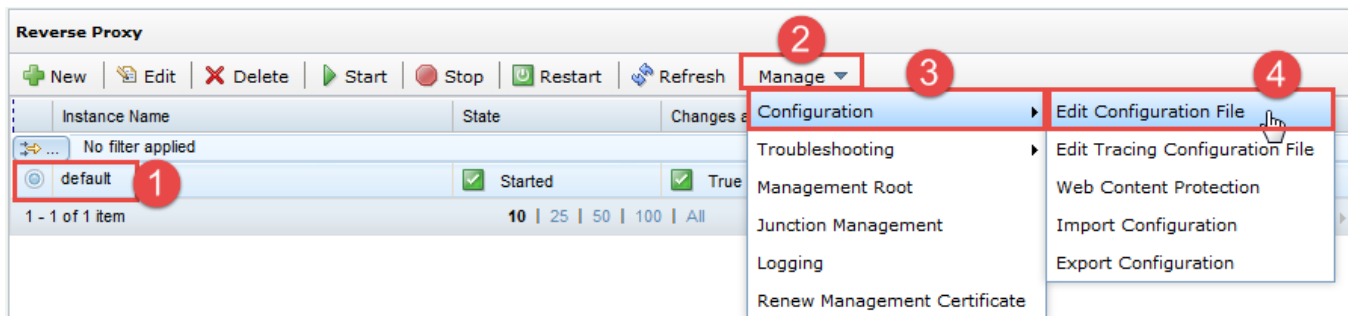 Reverse Proxy
2
New Edit Delete Start Stop Restart Refresh Manage
3
4
Instance Name State Changes a
Configuration
Edit Configuration File
... No filter applied
Troubleshooting
Edit Tracing Configuration File
default
1
Started True
Management Root
Web Content Protection
1 - 1 of 1 item 10 | 25 | 50 | 100 | All
Junction Management
Import Configuration
Logging
Export Configuration
Renew Management Certificate